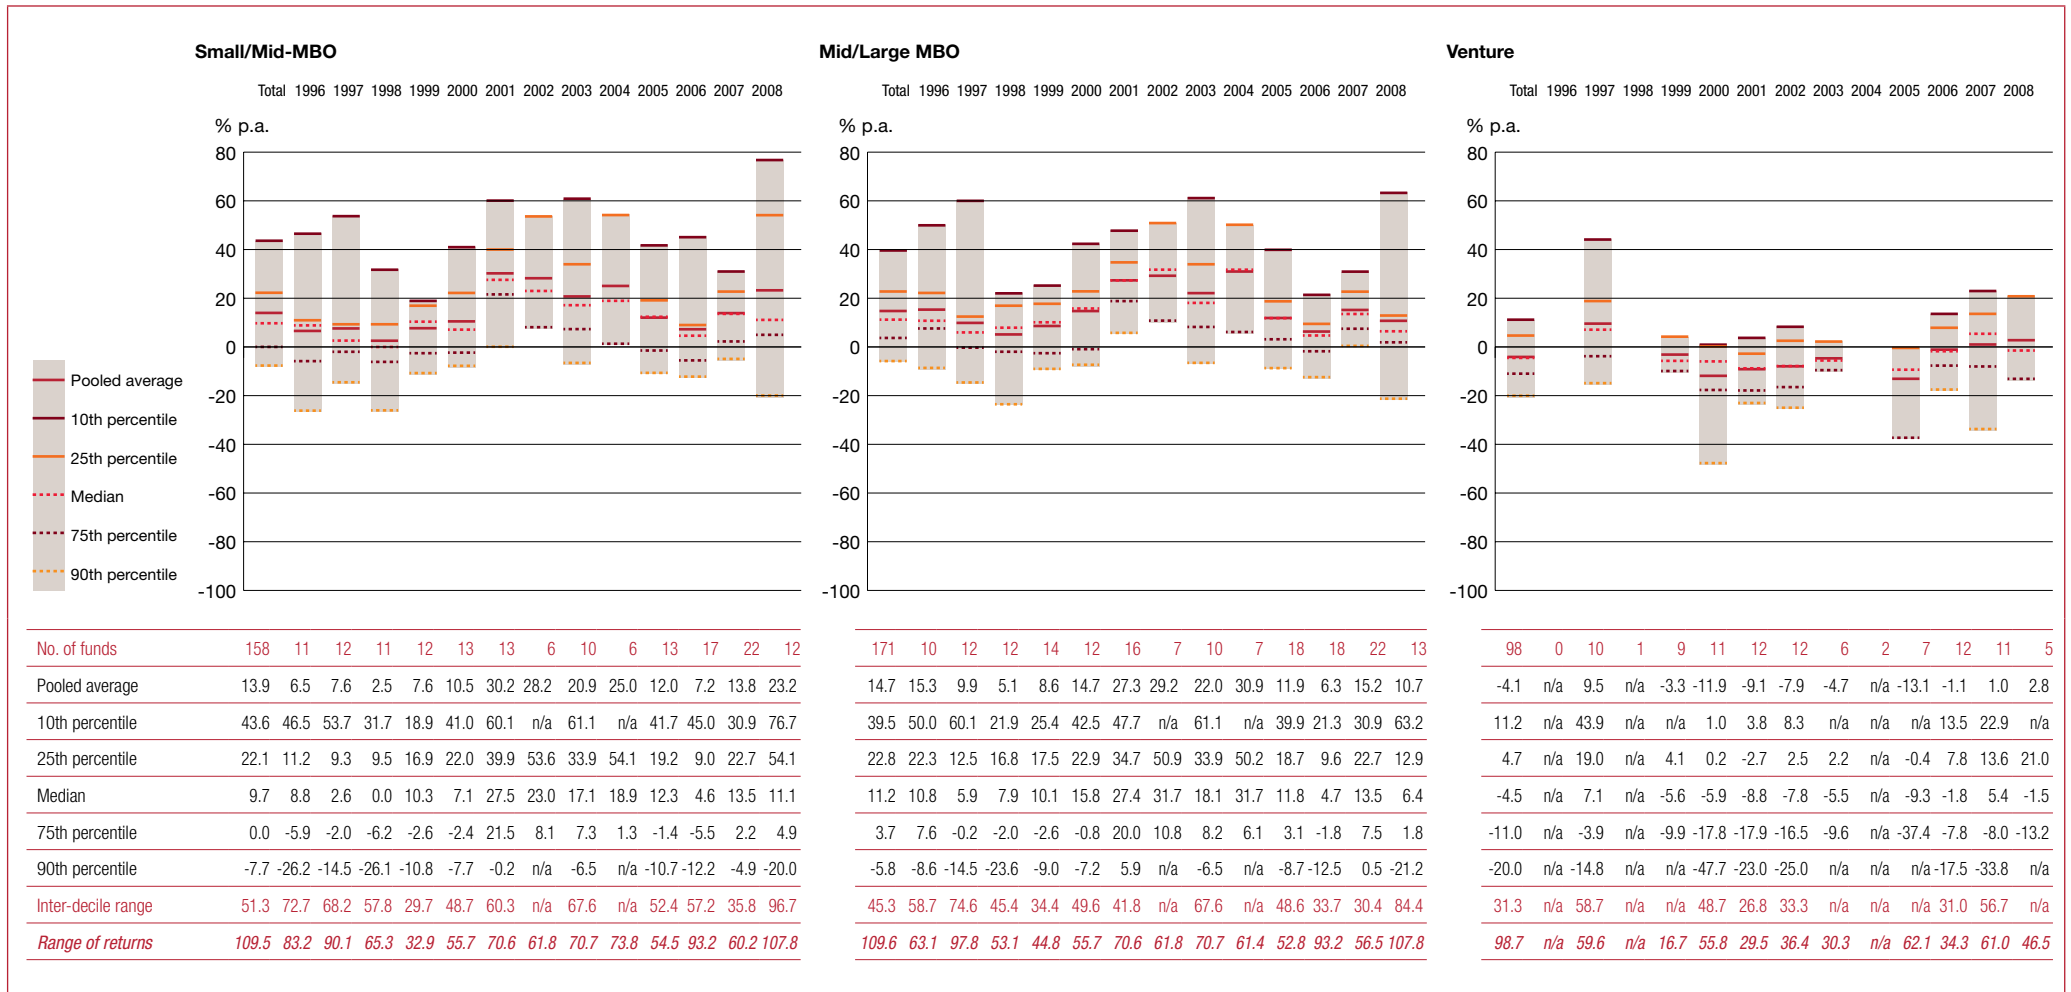 Small/Mid-MBO
Total 1996 1997 1998 1999 2000 2001 2002 2003 2004 2005 2006 2007 2008
% p.a.
80
60
40
20
0
-20
-40
-60
-80
-100
Mid/Large MBO
Total 1996 1997 1998 1999 2000 2001 2002 2003 2004 2005 2006 2007 2008
% p.a.
80
60
40
20
0
-20
-40
-60
-80
-100
Venture
Total 1996 1997 1998 1999 2000 2001 2002 2003 2004 2005 2006 2007 2008
% p.a.
80
60
40
20
0
-20
-40
-60
-80
-100
Pooled average
10th percentile
25th percentile
Median
75th percentile
90th percentile
No. of funds 158 11 12 11 12 13 13 6 10 6 13 17 22 12 171 10 12 12 14 12 16 7 10 7 18 18 22 13 98 0 10 1 9 11 12 12 6 2 7 12 11 5
Pooled average 13.9 6.5 7.6 2.5 7.6 10.5 30.2 28.2 20.9 25.0 12.0 7.2 13.8 23.2 14.7 15.3 9.9 5.1 8.6 14.7 27.3 29.2 22.0 30.9 11.9 6.3 15.2 10.7 -4.1 n/a 9.5 n/a -3.3 -11.9 -9.1 -7.9 -4.7 n/a -13.1 -1.1 1.0 2.8
10th percentile 43.6 46.5 53.7 31.7 18.9 41.0 60.1 n/a 61.1 n/a 41.7 45.0 30.9 76.7 39.5 50.0 60.1 21.9 25.4 42.5 47.7 n/a 61.1 n/a 39.9 21.3 30.9 63.2 11.2 n/a 43.9 n/a n/a 1.0 3.8 8.3 n/a n/a n/a 13.5 22.9 n/a
25th percentile 22.1 11.2 9.3 9.5 16.9 22.0 39.9 53.6 33.9 54.1 19.2 9.0 22.7 54.1 22.8 22.3 12.5 16.8 17.5 22.9 34.7 50.9 33.9 50.2 18.7 9.6 22.7 12.9 4.7 n/a 19.0 n/a 4.1 0.2 -2.7 2.5 2.2 n/a -0.4 7.8 13.6 21.0
Median 9.7 8.8 2.6 0.0 10.3 7.1 27.5 23.0 17.1 18.9 12.3 4.6 13.5 11.1 11.2 10.8 5.9 7.9 10.1 15.8 27.4 31.7 18.1 31.7 11.8 4.7 13.5 6.4 -4.5 n/a 7.1 n/a -5.6 -5.9 -8.8 -7.8 -5.5 n/a -9.3 -1.8 5.4 -1.5
75th percentile 0.0 -5.9 -2.0 -6.2 -2.6 -2.4 21.5 8.1 7.3 1.3 -1.4 -5.5 2.2 4.9 3.7 7.6 -0.2 -2.0 -2.6 -0.8 20.0 10.8 8.2 6.1 3.1 -1.8 7.5 1.8 -11.0 n/a -3.9 n/a -9.9 -17.8 -17.9 -16.5 -9.6 n/a -37.4 -7.8 -8.0 -13.2
90th percentile -7.7 -26.2 -14.5 -26.1 -10.8 -7.7 -0.2 n/a -6.5 n/a -10.7 -12.2 -4.9 -20.0 -5.8 -8.6 -14.5 -23.6 -9.0 -7.2 5.9 n/a -6.5 n/a -8.7 -12.5 0.5 -21.2 -20.0 n/a -14.8 n/a n/a -47.7 -23.0 -25.0 n/a n/a n/a -17.5 -33.8 n/a
Inter-decile range 51.3 72.7 68.2 57.8 29.7 48.7 60.3 n/a 67.6 n/a 52.4 57.2 35.8 96.7 45.3 58.7 74.6 45.4 34.4 49.6 41.8 n/a 67.6 n/a 48.6 33.7 30.4 84.4 31.3 n/a 58.7 n/a n/a 48.7 26.8 33.3 n/a n/a n/a 31.0 56.7 n/a
Range of returns 109.5 83.2 90.1 65.3 32.9 55.7 70.6 61.8 70.7 73.8 54.5 93.2 60.2 107.8 109.6 63.1 97.8 53.1 44.8 55.7 70.6 61.8 70.7 61.4 52.8 93.2 56.5 107.8 98.7 n/a 59.6 n/a 16.7 55.8 29.5 36.4 30.3 n/a 62.1 34.3 61.0 46.5